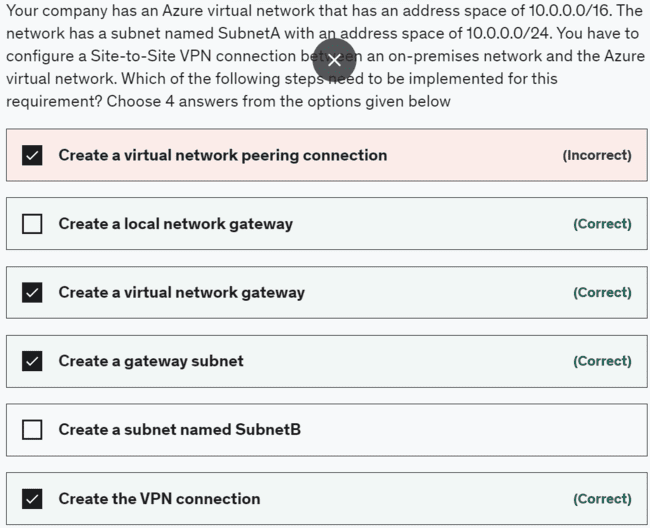 Your company has an Azure virtual network that has an address space of 10.0.0.0/16. The
network has a subnet named SubnetA with an address space of 10.0.0.0/24. You have to
configure a Site-to-Site VPN connection between an on-premises network and the Azure
virtual network. Which of the following steps need to be implemented for this
requirement? Choose 4 answers from the options given below
Create a virtual network peering connection (Incorrect)
Create a local network gateway (Correct)
Create a virtual network gateway (Correct)
Create a gateway subnet (Correct)
Create a subnet named SubnetB
Create the VPN connection (Correct)